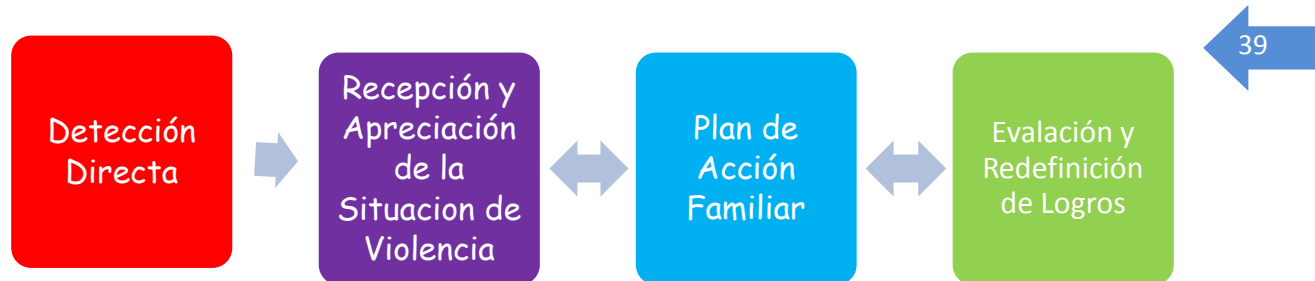 39
Detección
Directa
Recepción y
Apreciación
de la
Situacion de
Violencia
Plan de
Acción
Familiar
Evalación y
Redefinición
de Logros